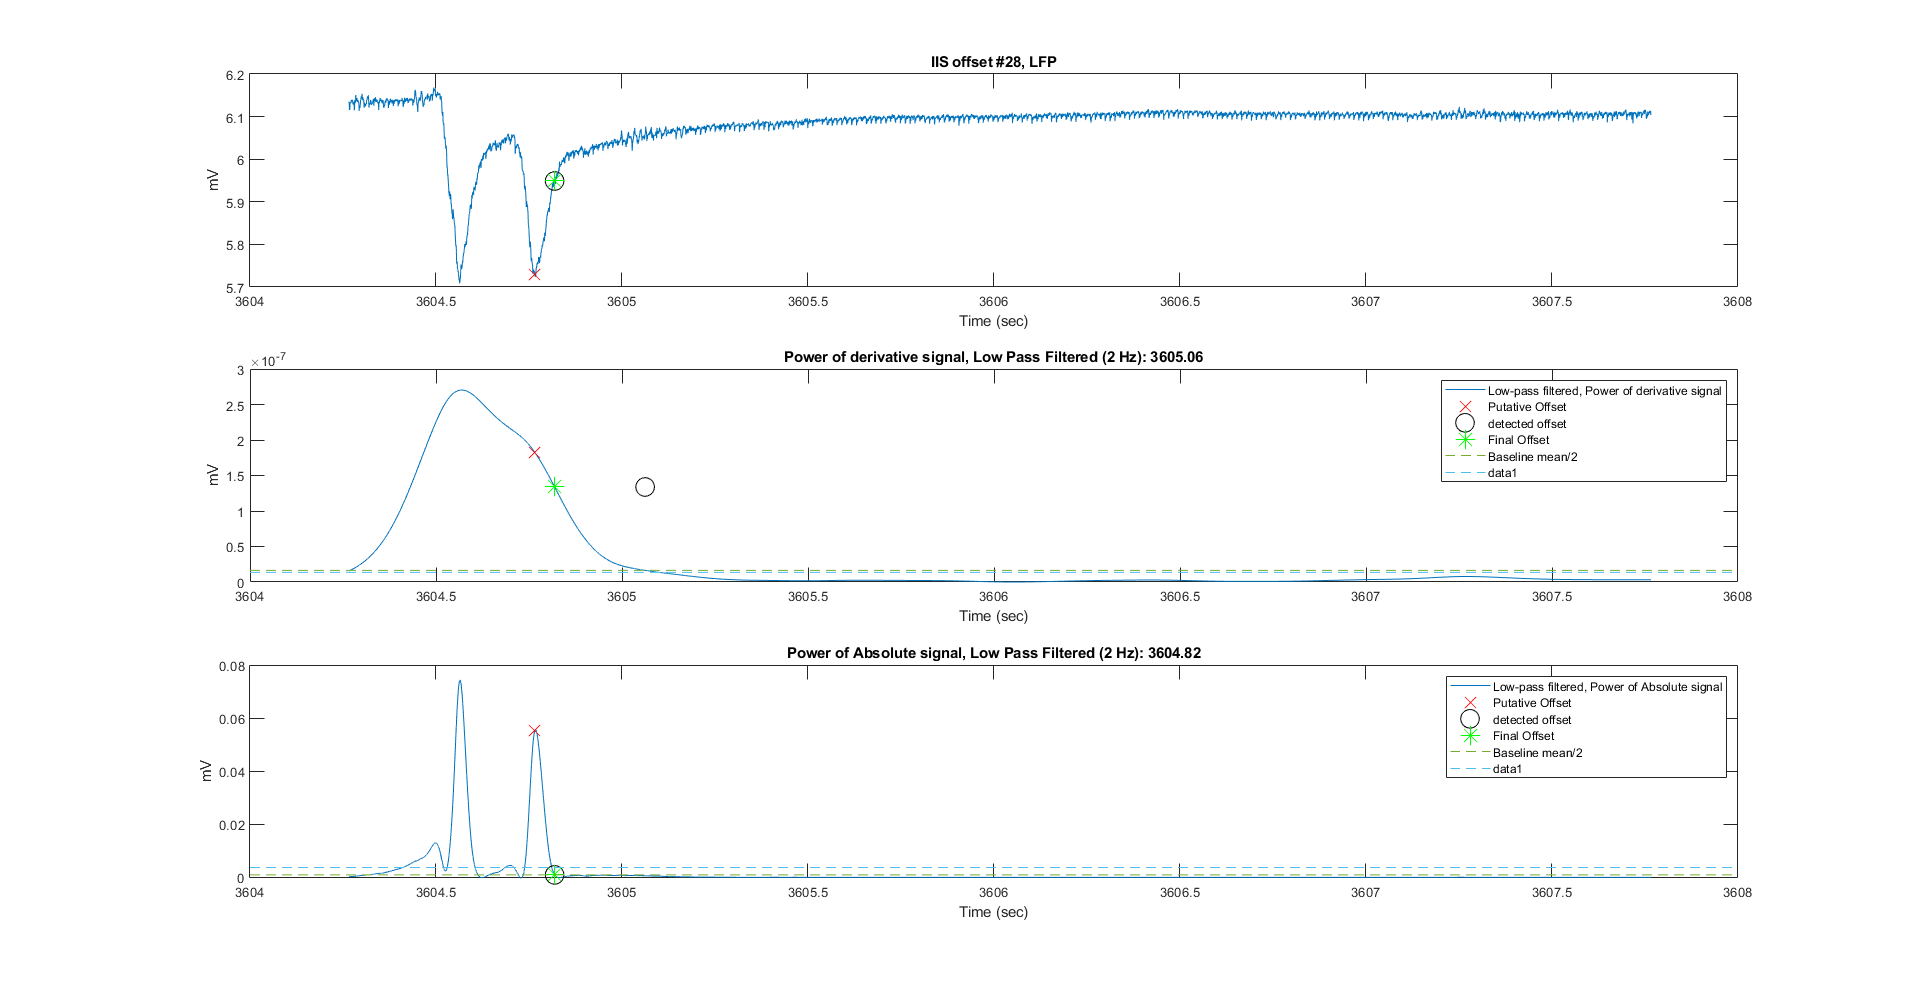 IIS offset #28, LFP
6.2
6.1
6
5.9
5.8
5.7
mV
3604 3604.5 3605 3605.5 3606 3606.5 3607 3607.5 3608
Time (sec)
Power of derivative signal, Low Pass Filtered (2 Hz): 3605.06
×10-7
3
2.5
2
1.5
1
0.5
0
mV
Low-pass filtered, Power of derivative signal
Putative Offset
detected offset
Final Offset
Baseline mean/2
data1
3604 3604.5 3605 3605.5 3606 3606.5 3607 3607.5 3608
Time (sec)
Power of Absolute signal, Low Pass Filtered (2 Hz): 3604.82
0.08
0.06
0.04
0.02
0
mV
Low-pass filtered, Power of Absolute signal
Putative Offset
detected offset
Final Offset
Baseline mean/2
data1
3604 3604.5 3605 3605.5 3606 3606.5 3607 3607.5 3608
Time (sec)